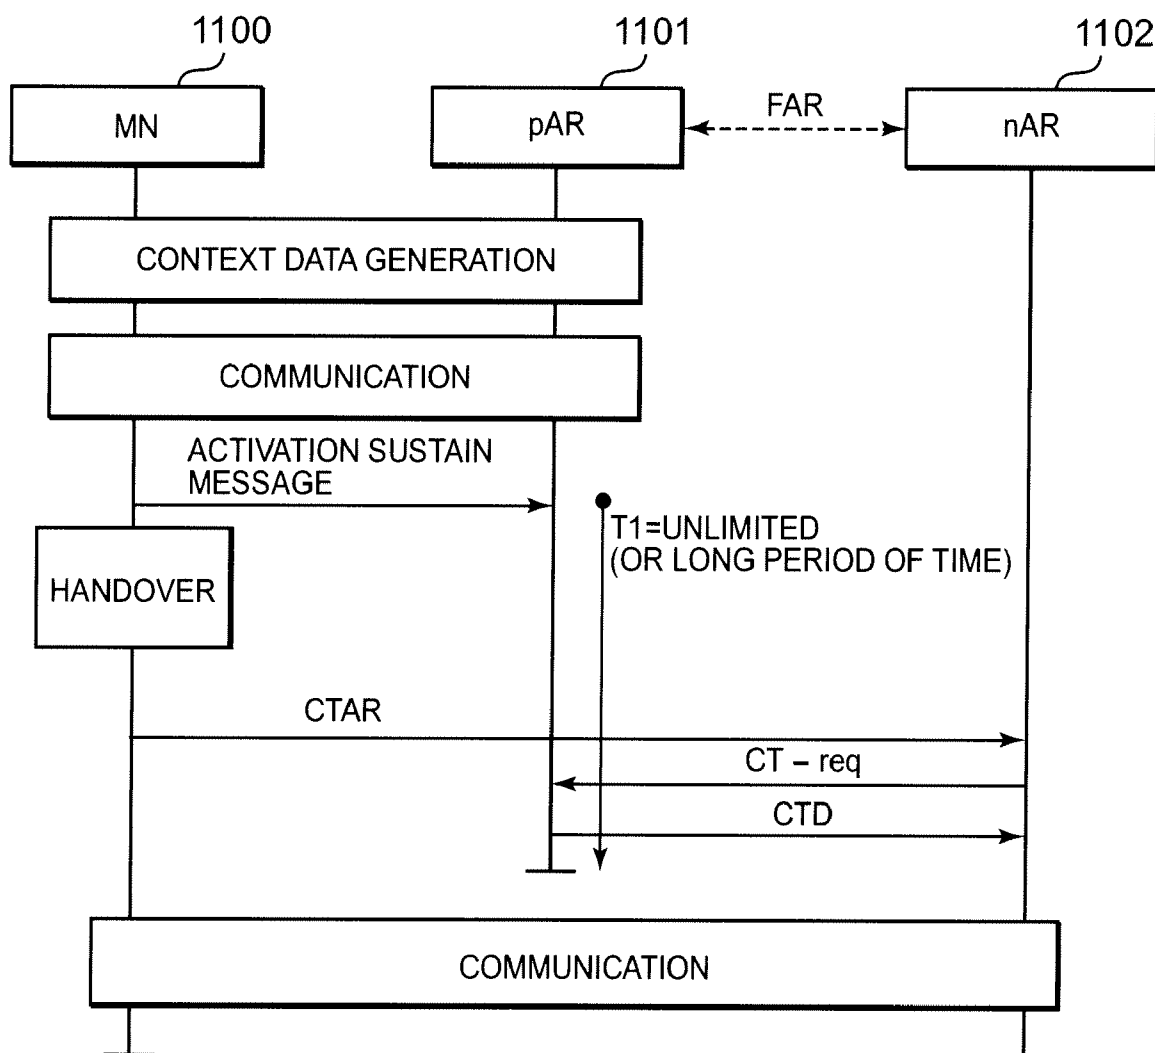 1100
1101
1102
MN
pAR
FAR
nAR
CONTEXT DATA GENERATION
COMMUNICATION
ACTIVATION SUSTAIN
MESSAGE
T1=UNLIMITED
(OR LONG PERIOD OF TIME)
HANDOVER
CTAR
CT – req
CTD
COMMUNICATION